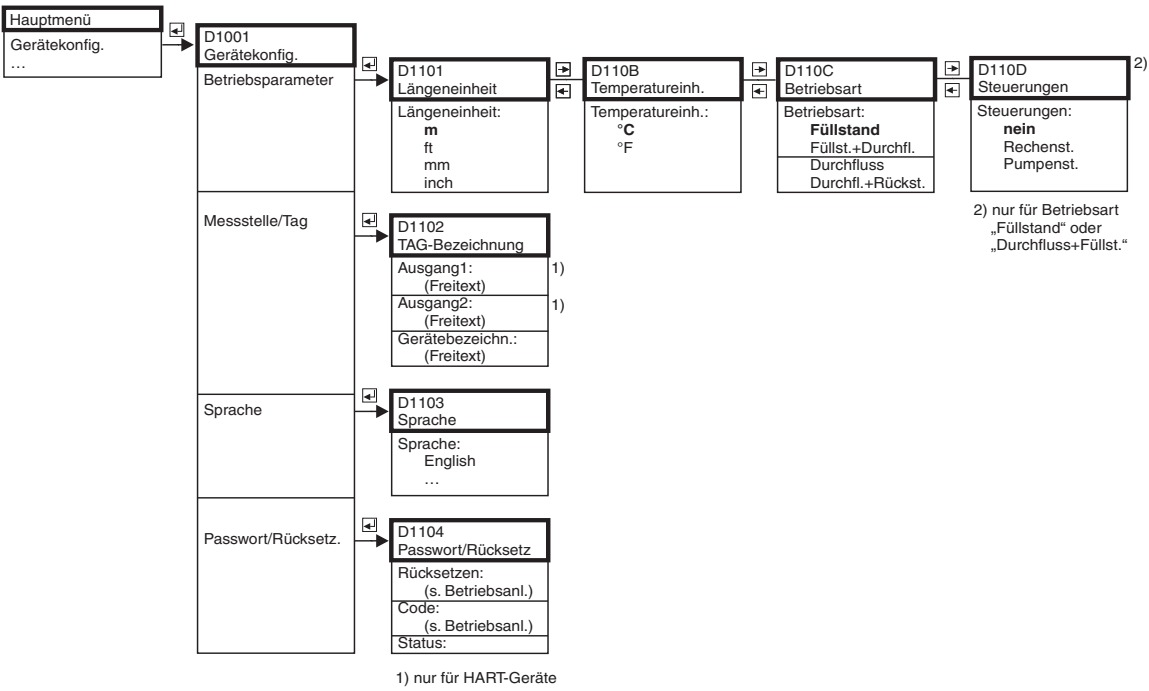 Hauptmenü
Gerätekonfig.
…
D1001
Gerätekonfig.
Betriebsparameter
D1101
Längeneinheit
Längeneinheit:
m
ft
mm
inch
D110B
Temperatureinh.
Temperatureinh.:
°C
°F
D110C
Betriebsart
Betriebsart:
Füllstand
Füllst.+Durchfl.
Durchfluss
Durchfl.+Rückst.
D110D
Steuerungen
2)
Steuerungen:
nein
Rechenst.
Pumpenst.
2) nur für Betriebsart
„Füllstand“ oder
„Durchfluss+Füllst.“
Messstelle/Tag
D1102
TAG-Bezeichnung
Ausgang1: 1)
(Freitext)
Ausgang2: 1)
(Freitext)
Gerätebezeichn.:
(Freitext)
Sprache
D1103
Sprache
Sprache:
English
…
Passwort/Rücksetz.
D1104
Passwort/Rücksetz
Rücksetzen:
(s. Betriebsanl.)
Code:
(s. Betriebsanl.)
Status:
1) nur für HART-Geräte